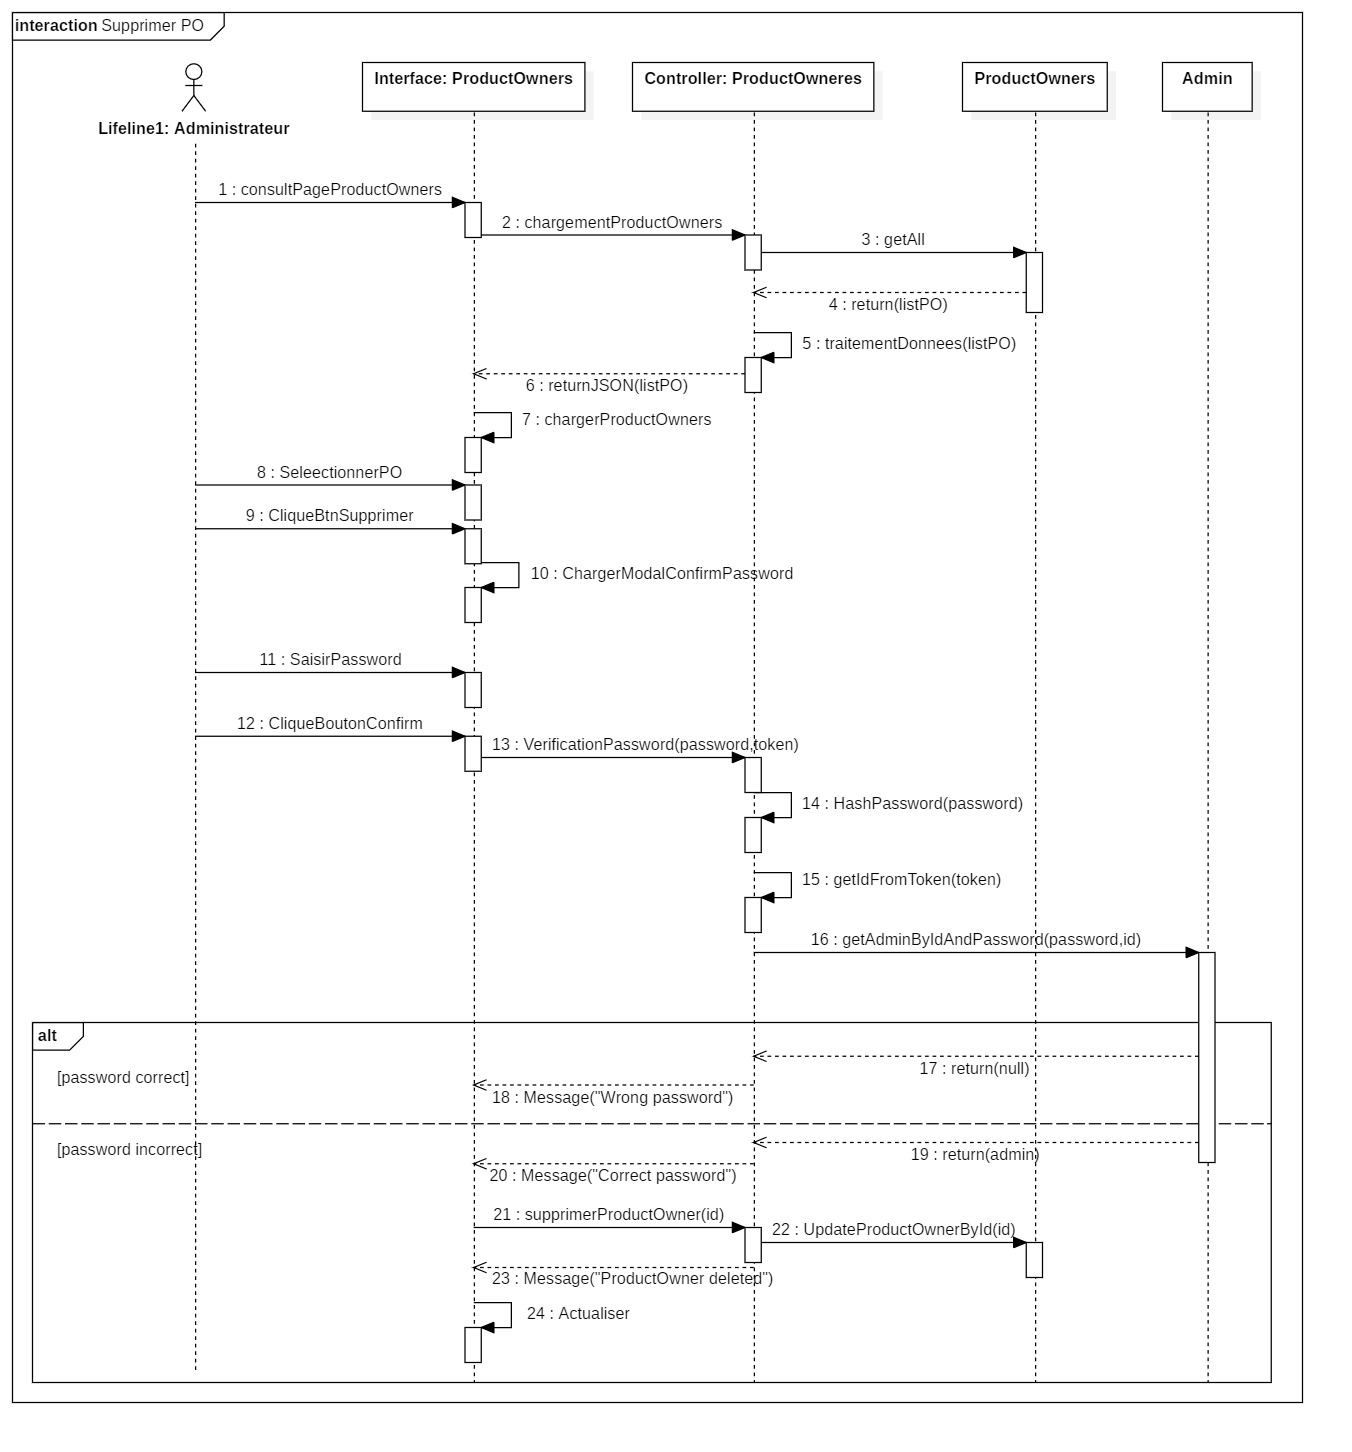 interaction Supprimer PO
Interface: ProductOwners
Controller: ProductOwneres
ProductOwners
Admin
Lifeline1: Administrateur
1 : consultPageProductOwners
2 : chargementProductOwners
3 : getAll
4 : return(listPO)
5 : traitementDonnees(listPO)
6 : returnJSON(listPO)
7 : chargerProductOwners
8 : SeleectionnerPO
9 : CliqueBtnSupprimer
10 : ChargerModalConfirmPassword
11 : SaisirPassword
12 : CliqueBoutonConfirm
13 : VerificationPassword(password,token)
14 : HashPassword(password)
15 : getIdFromToken(token)
16 : getAdminByIdAndPassword(password,id)
alt
17 : return(null)
[password correct]
18 : Message("Wrong password")
[password incorrect]
19 : return(admin)
20 : Message("Correct password")
21 : supprimerProductOwner(id)
22 : UpdateProductOwnerById(id)
23 : Message("ProductOwner deleted")
24 : Actualiser